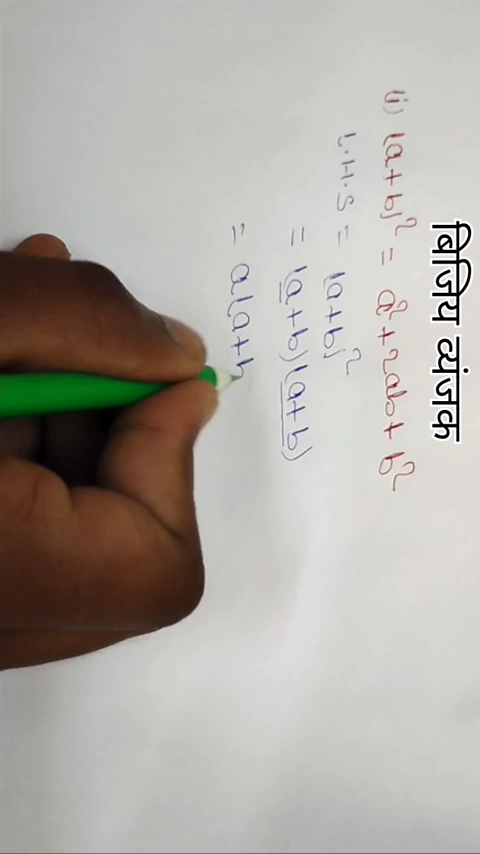 बिजिय व्यंजक
(i) (a+b)² = a² + 2ab + b²
L.H.S = (a+b)²
= (a+b)(a+b)
= a(a+b